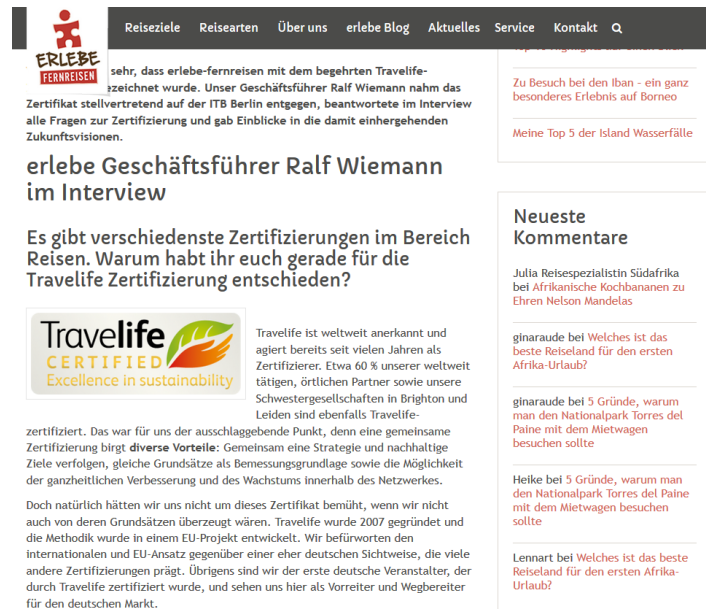 Reiseziele Reisearten Über uns erlebe Blog Aktuelles Service Kontakt
ERLEBE
FERNREISEN
sehr, dass erlebe-fernreisen mit dem begehrten Travelife-
ezeichnet wurde. Unser Geschäftsführer Ralf Wiemann nahm das
Zertifikat stellvertretend auf der ITB Berlin entgegen, beantwortete im Interview
alle Fragen zur Zertifizierung und gab Einblicke in die damit einhergehenden
Zukunftsvisionen.
erlebe Geschäftsführer Ralf Wiemann
im Interview
Es gibt verschiedenste Zertifizierungen im Bereich
Reisen. Warum habt ihr euch gerade für die
Travelife Zertifizierung entschieden?
Travelife
CERTIFIED
Excellence in sustainability
Travelife ist weltweit anerkannt und
agiert bereits seit vielen Jahren als
Zertifizierer. Etwa 60 % unserer weltweit
tätigen, örtlichen Partner sowie unsere
Schwestergesellschaften in Brighton und
Leiden sind ebenfalls Travelife-
zertifiziert. Das war für uns der ausschlaggebende Punkt, denn eine gemeinsame
Zertifizierung birgt diverse Vorteile: Gemeinsam eine Strategie und nachhaltige
Ziele verfolgen, gleiche Grundsätze als Bemessungsgrundlage sowie die Möglichkeit
der ganzheitlichen Verbesserung und des Wachstums innerhalb des Netzwerkes.
Doch natürlich hätten wir uns nicht um dieses Zertifikat bemüht, wenn wir nicht
auch von deren Grundsätzen überzeugt wären. Travelife wurde 2007 gegründet und
die Methodik wurde in einem EU-Projekt entwickelt. Wir befürworten den
internationalen und EU-Ansatz gegenüber einer eher deutschen Sichtweise, die viele
andere Zertifizierungen prägt. Übrigens sind wir der erste deutsche Veranstalter, der
durch Travelife zertifiziert wurde, und sehen uns hier als Vorreiter und Wegbereiter
für den deutschen Markt.
Zu Besuch bei den Iban - ein ganz
besonderes Erlebnis auf Borneo
Meine Top 5 der Island Wasserfälle
Neueste
Kommentare
Julia Reisespezialistin Südafrika
bei Afrikanische Kochbananen zu
Ehren Nelson Mandelas
ginaraude bei Welches ist das
beste Reiseland für den ersten
Afrika-Urlaub?
ginaraude bei 5 Gründe, warum
man den Nationalpark Torres del
Paine mit dem Mietwagen
besuchen sollte
Heike bei 5 Gründe, warum man
den Nationalpark Torres del Paine
mit dem Mietwagen besuchen
sollte
Lennart bei Welches ist das beste
Reiseland für den ersten Afrika-
Urlaub?